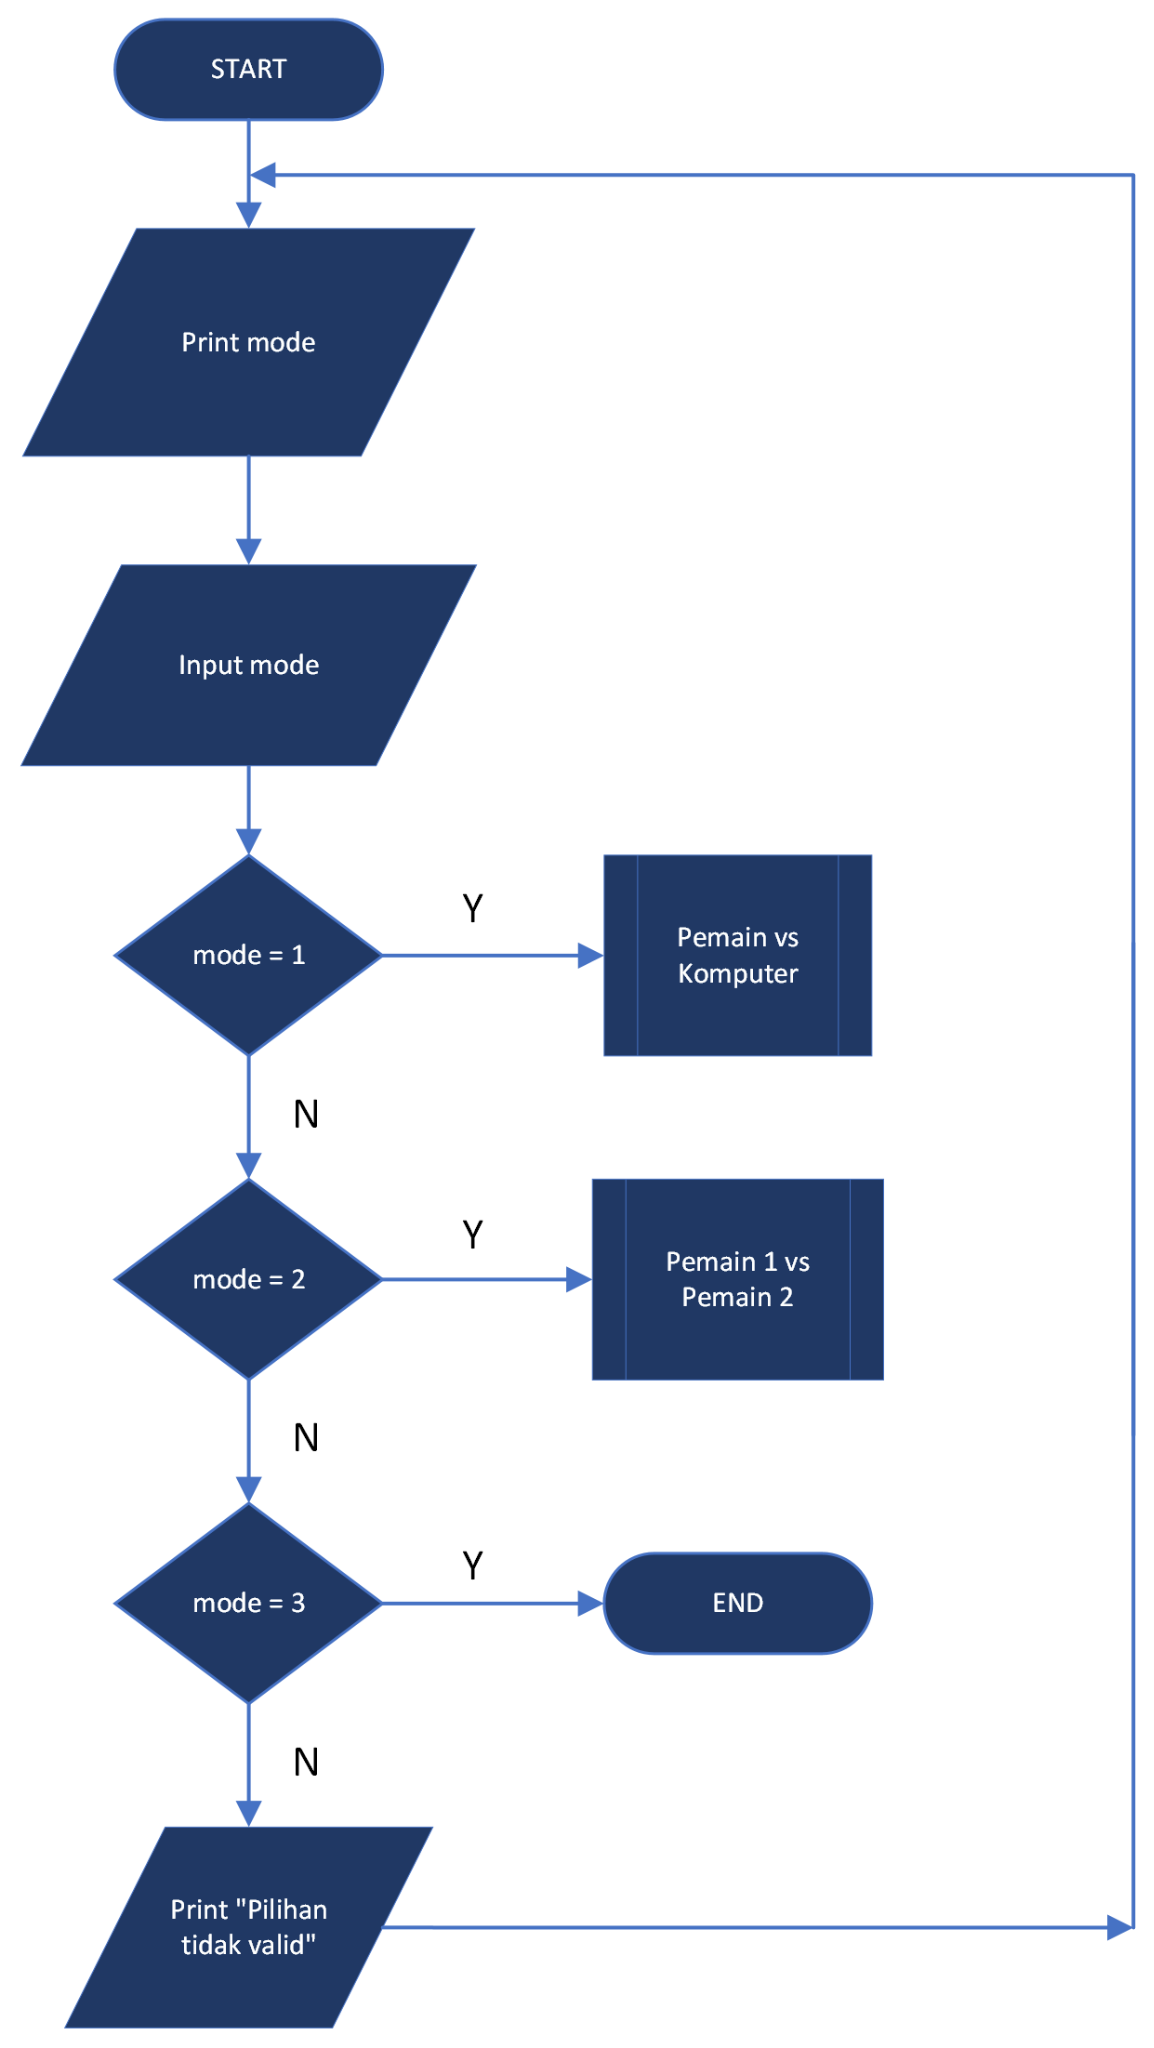 START
Print mode
Input mode
mode = 1
Y
Pemain vs
Komputer
N
mode = 2
Y
Pemain 1 vs
Pemain 2
N
mode = 3
Y
END
N
Print "Pilihan
tidak valid"